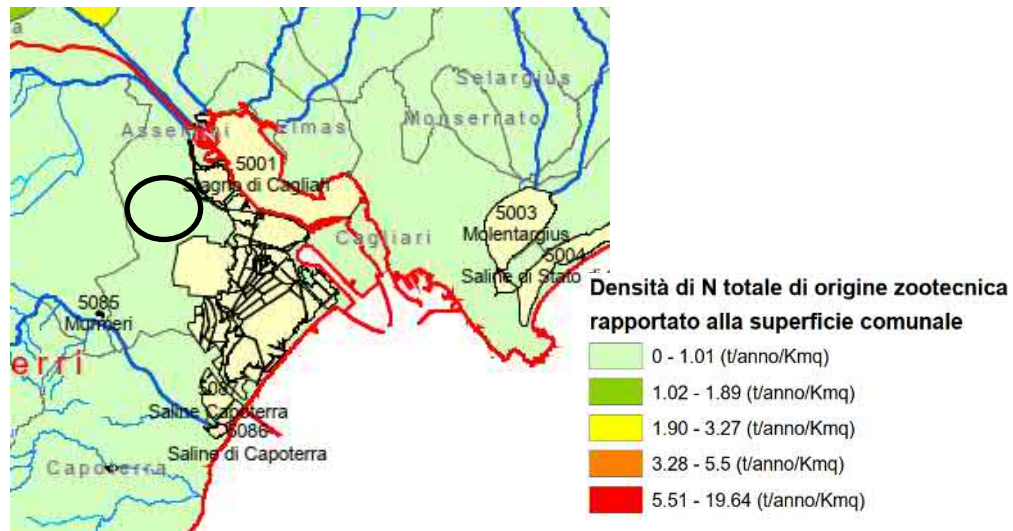 a
Selargius
Monserrato
Assemini
Elmas
5001
Stagno di Cagliari
5003
Molentargius
Cagliari
5004
Saline di Stato di
5085
Murmeri
erri
Saline Capoterra
5086
Saline di Capoterra
Capoterra
Densità di N totale di origine zootecnica
rapportato alla superficie comunale
0 - 1.01 (t/anno/Kmq)
1.02 - 1.89 (t/anno/Kmq)
1.90 - 3.27 (t/anno/Kmq)
3.28 - 5.5 (t/anno/Kmq)
5.51 - 19.64 (t/anno/Kmq)